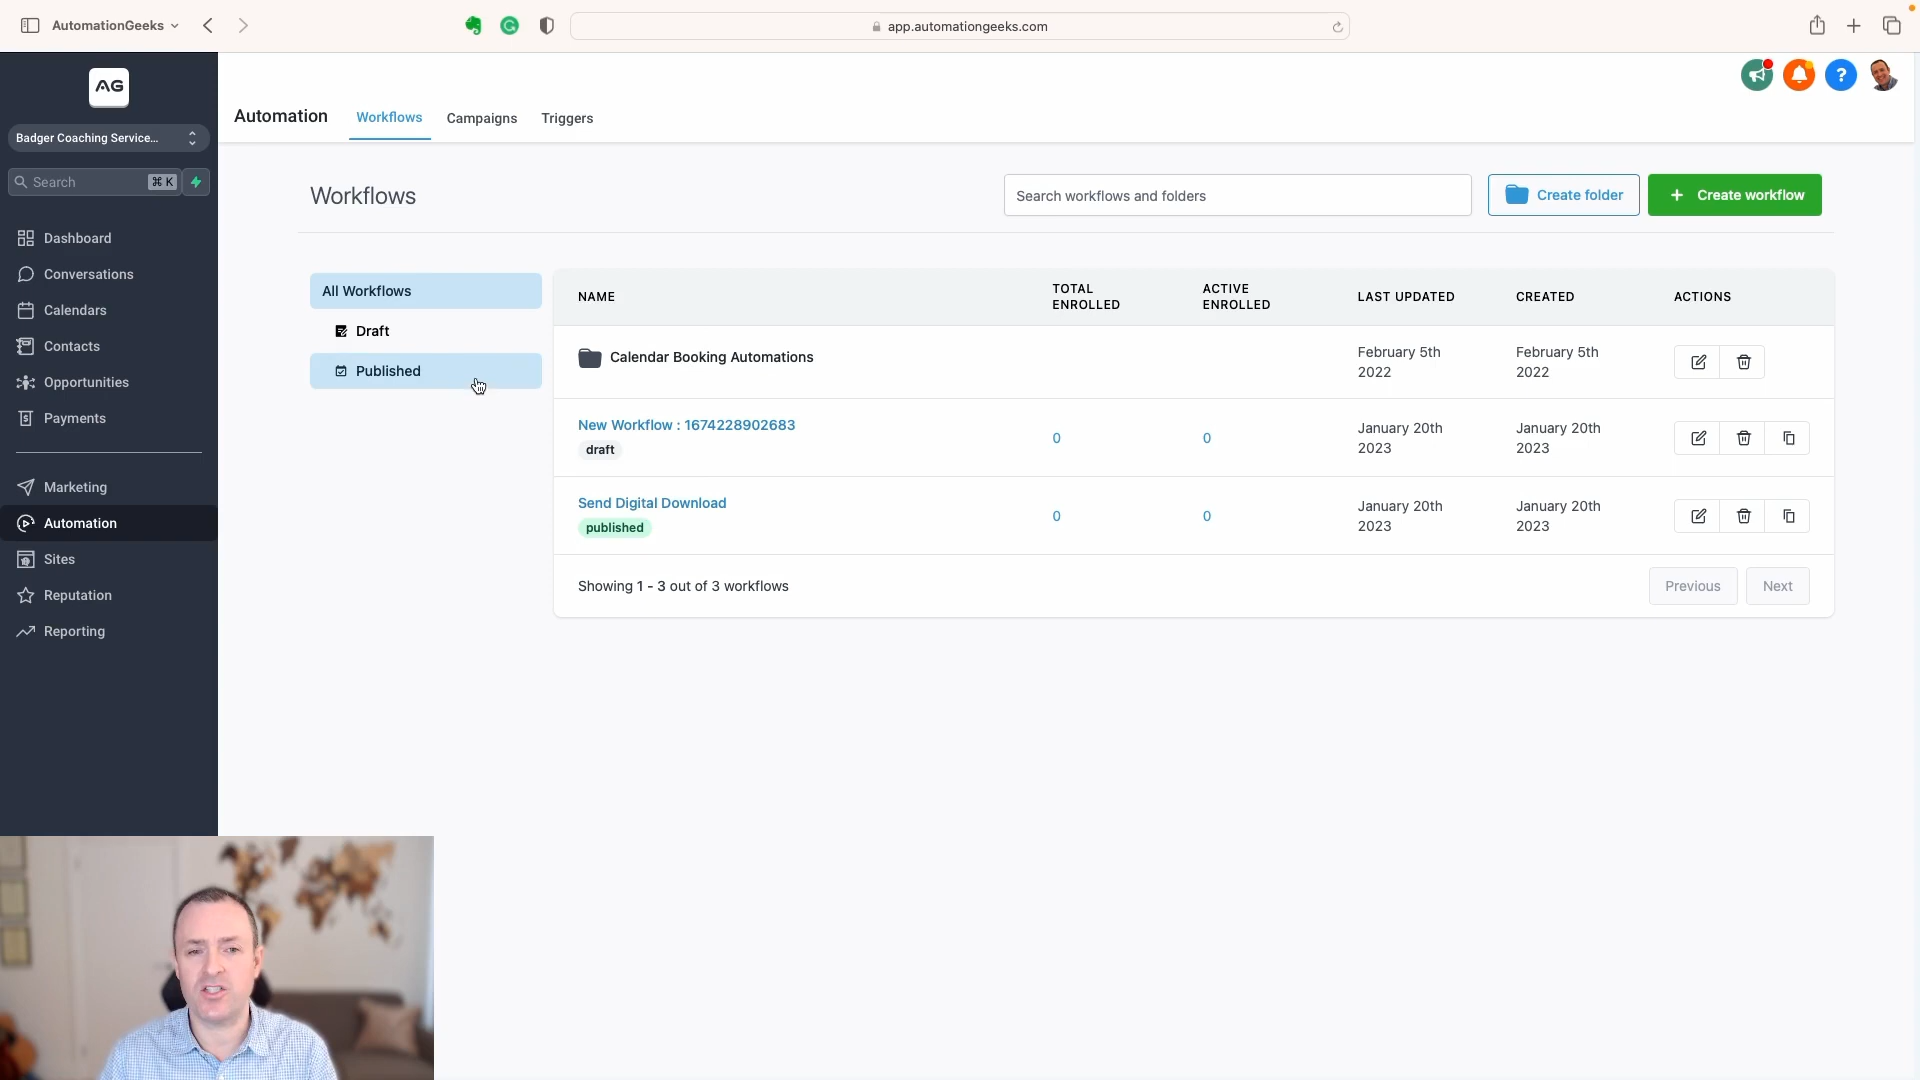 AutomationGeeks
app.automationgeeks.com
AG
Badger Coaching Service...
Search
⌘ K
Dashboard
Conversations
Calendars
Contacts
Opportunities
Payments
Marketing
Automation
Sites
Reputation
Reporting
Automation
Workflows
Campaigns
Triggers
?
Workflows
Search workflows and folders
Create folder
+ Create workflow
All Workflows
Draft
Published
NAME
TOTAL
ENROLLED
ACTIVE
ENROLLED
LAST UPDATED
CREATED
ACTIONS
Calendar Booking Automations
February 5th
2022
February 5th
2022
New Workflow : 1674228902683
draft
0
0
January 20th
2023
January 20th
2023
Send Digital Download
published
0
0
January 20th
2023
January 20th
2023
Showing 1 - 3 out of 3 workflows
Previous
Next